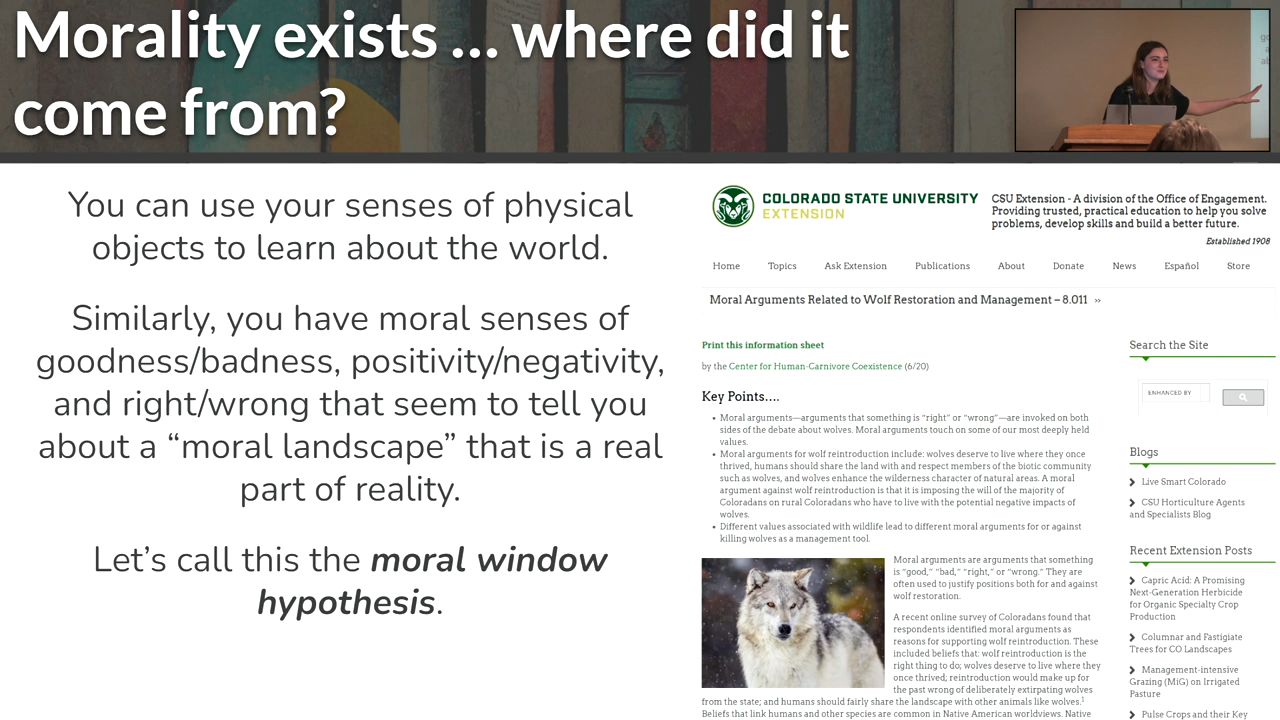 Morality exists ... where did it
come from?
You can use your senses of physical
objects to learn about the world.
Similarly, you have moral senses of
goodness/badness, positivity/negativity,
and right/wrong that seem to tell you
about a “moral landscape” that is a real
part of reality.
Let’s call this the moral window
hypothesis.
COLORADO STATE UNIVERSITY
EXTENSION
CSU Extension - A division of the Office of Engagement.
Providing trusted, practical education to help you solve
problems, develop skills and build a better future.
Established 1908
Home Topics Ask Extension Publications About Donate News Español Store
Moral Arguments Related to Wolf Restoration and Management – 8.011 »
Print this information sheet
by the Center for Human-Carnivore Coexistence (6/20)
Key Points….
• Moral arguments—arguments that something is “right” or “wrong”—are invoked on both
sides of the debate about wolves. Moral arguments touch on some of our most deeply held
values.
• Moral arguments for wolf reintroduction include: wolves deserve to live where they once
thrived, humans should share the land with and respect members of the biotic community
such as wolves, and wolves enhance the wilderness character of natural areas. A moral
argument against wolf reintroduction is that it is imposing the will of the majority of
Coloradans on rural Coloradans who have to live with the potential negative impacts of
wolves.
• Different values associated with wildlife lead to different moral arguments for or against
killing wolves as a management tool.
Moral arguments are arguments that something
is “good,” “bad,” “right,” or “wrong.” They are
often used to justify positions both for and against
wolf restoration.
A recent online survey of Coloradans found that
respondents identified moral arguments as
reasons for supporting wolf reintroduction. These
included beliefs that: wolf reintroduction is the
right thing to do; wolves deserve to live where they
once thrived; reintroduction would make up for
the past wrong of deliberately extirpating wolves
from the state; and humans should fairly share the landscape with other animals like wolves.1
Beliefs that link humans and other species are common in Native American worldviews. Native
Search the Site
ENHANCED BY
Blogs
Live Smart Colorado
CSU Horticulture Agents
and Specialists Blog
Recent Extension Posts
Capric Acid: A Promising
Next-Generation Herbicide
for Organic Specialty Crop
Production
Columnar and Fastigiate
Trees for CO Landscapes
Management-intensive
Grazing (MiG) on Irrigated
Pasture
Pulse Crops and their Key